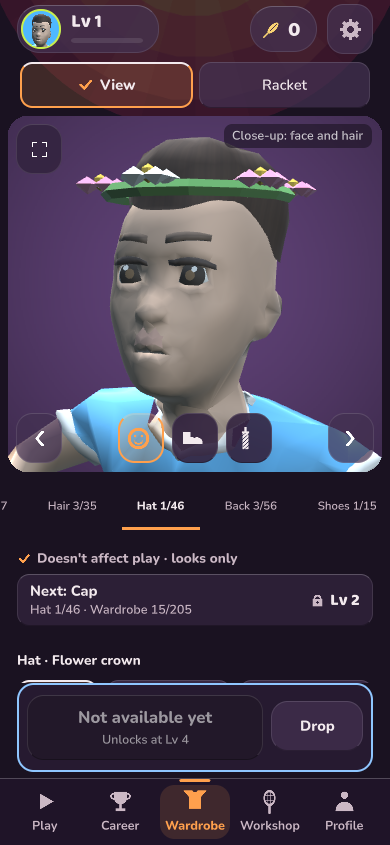 Lv 1
0
View
Racket
Close-up: face and hair
7
Hair 3/35
Hat 1/46
Back 3/56
Shoes 1/15
Doesn't affect play · looks only
Next: Cap
Hat 1/46 · Wardrobe 15/205
Lv 2
Hat · Flower crown
Not available yet
Unlocks at Lv 4
Drop
Play
Career
Wardrobe
Workshop
Profile